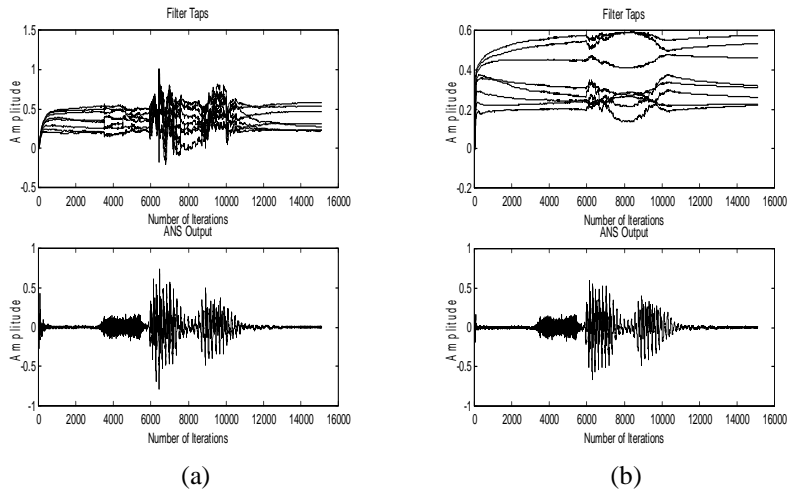 Filter Taps
1.5
1
0.5
0
-0.5
A m p l i t u d e
0 2000 4000 6000 8000 10000 12000 14000 16000
Number of Iterations
ANS Output
1
0.5
0
-0.5
-1
A m p l i t u d e
0 2000 4000 6000 8000 10000 12000 14000 16000
Number of Iterations
(a)
Filter Taps
0.6
0.4
0.2
0
-0.2
A m p l i t u d e
0 2000 4000 6000 8000 10000 12000 14000 16000
Number of Iterations
ANS Output
1
0.5
0
-0.5
-1
A m p l i t u d e
0 2000 4000 6000 8000 10000 12000 14000 16000
Number of Iterations
(b)